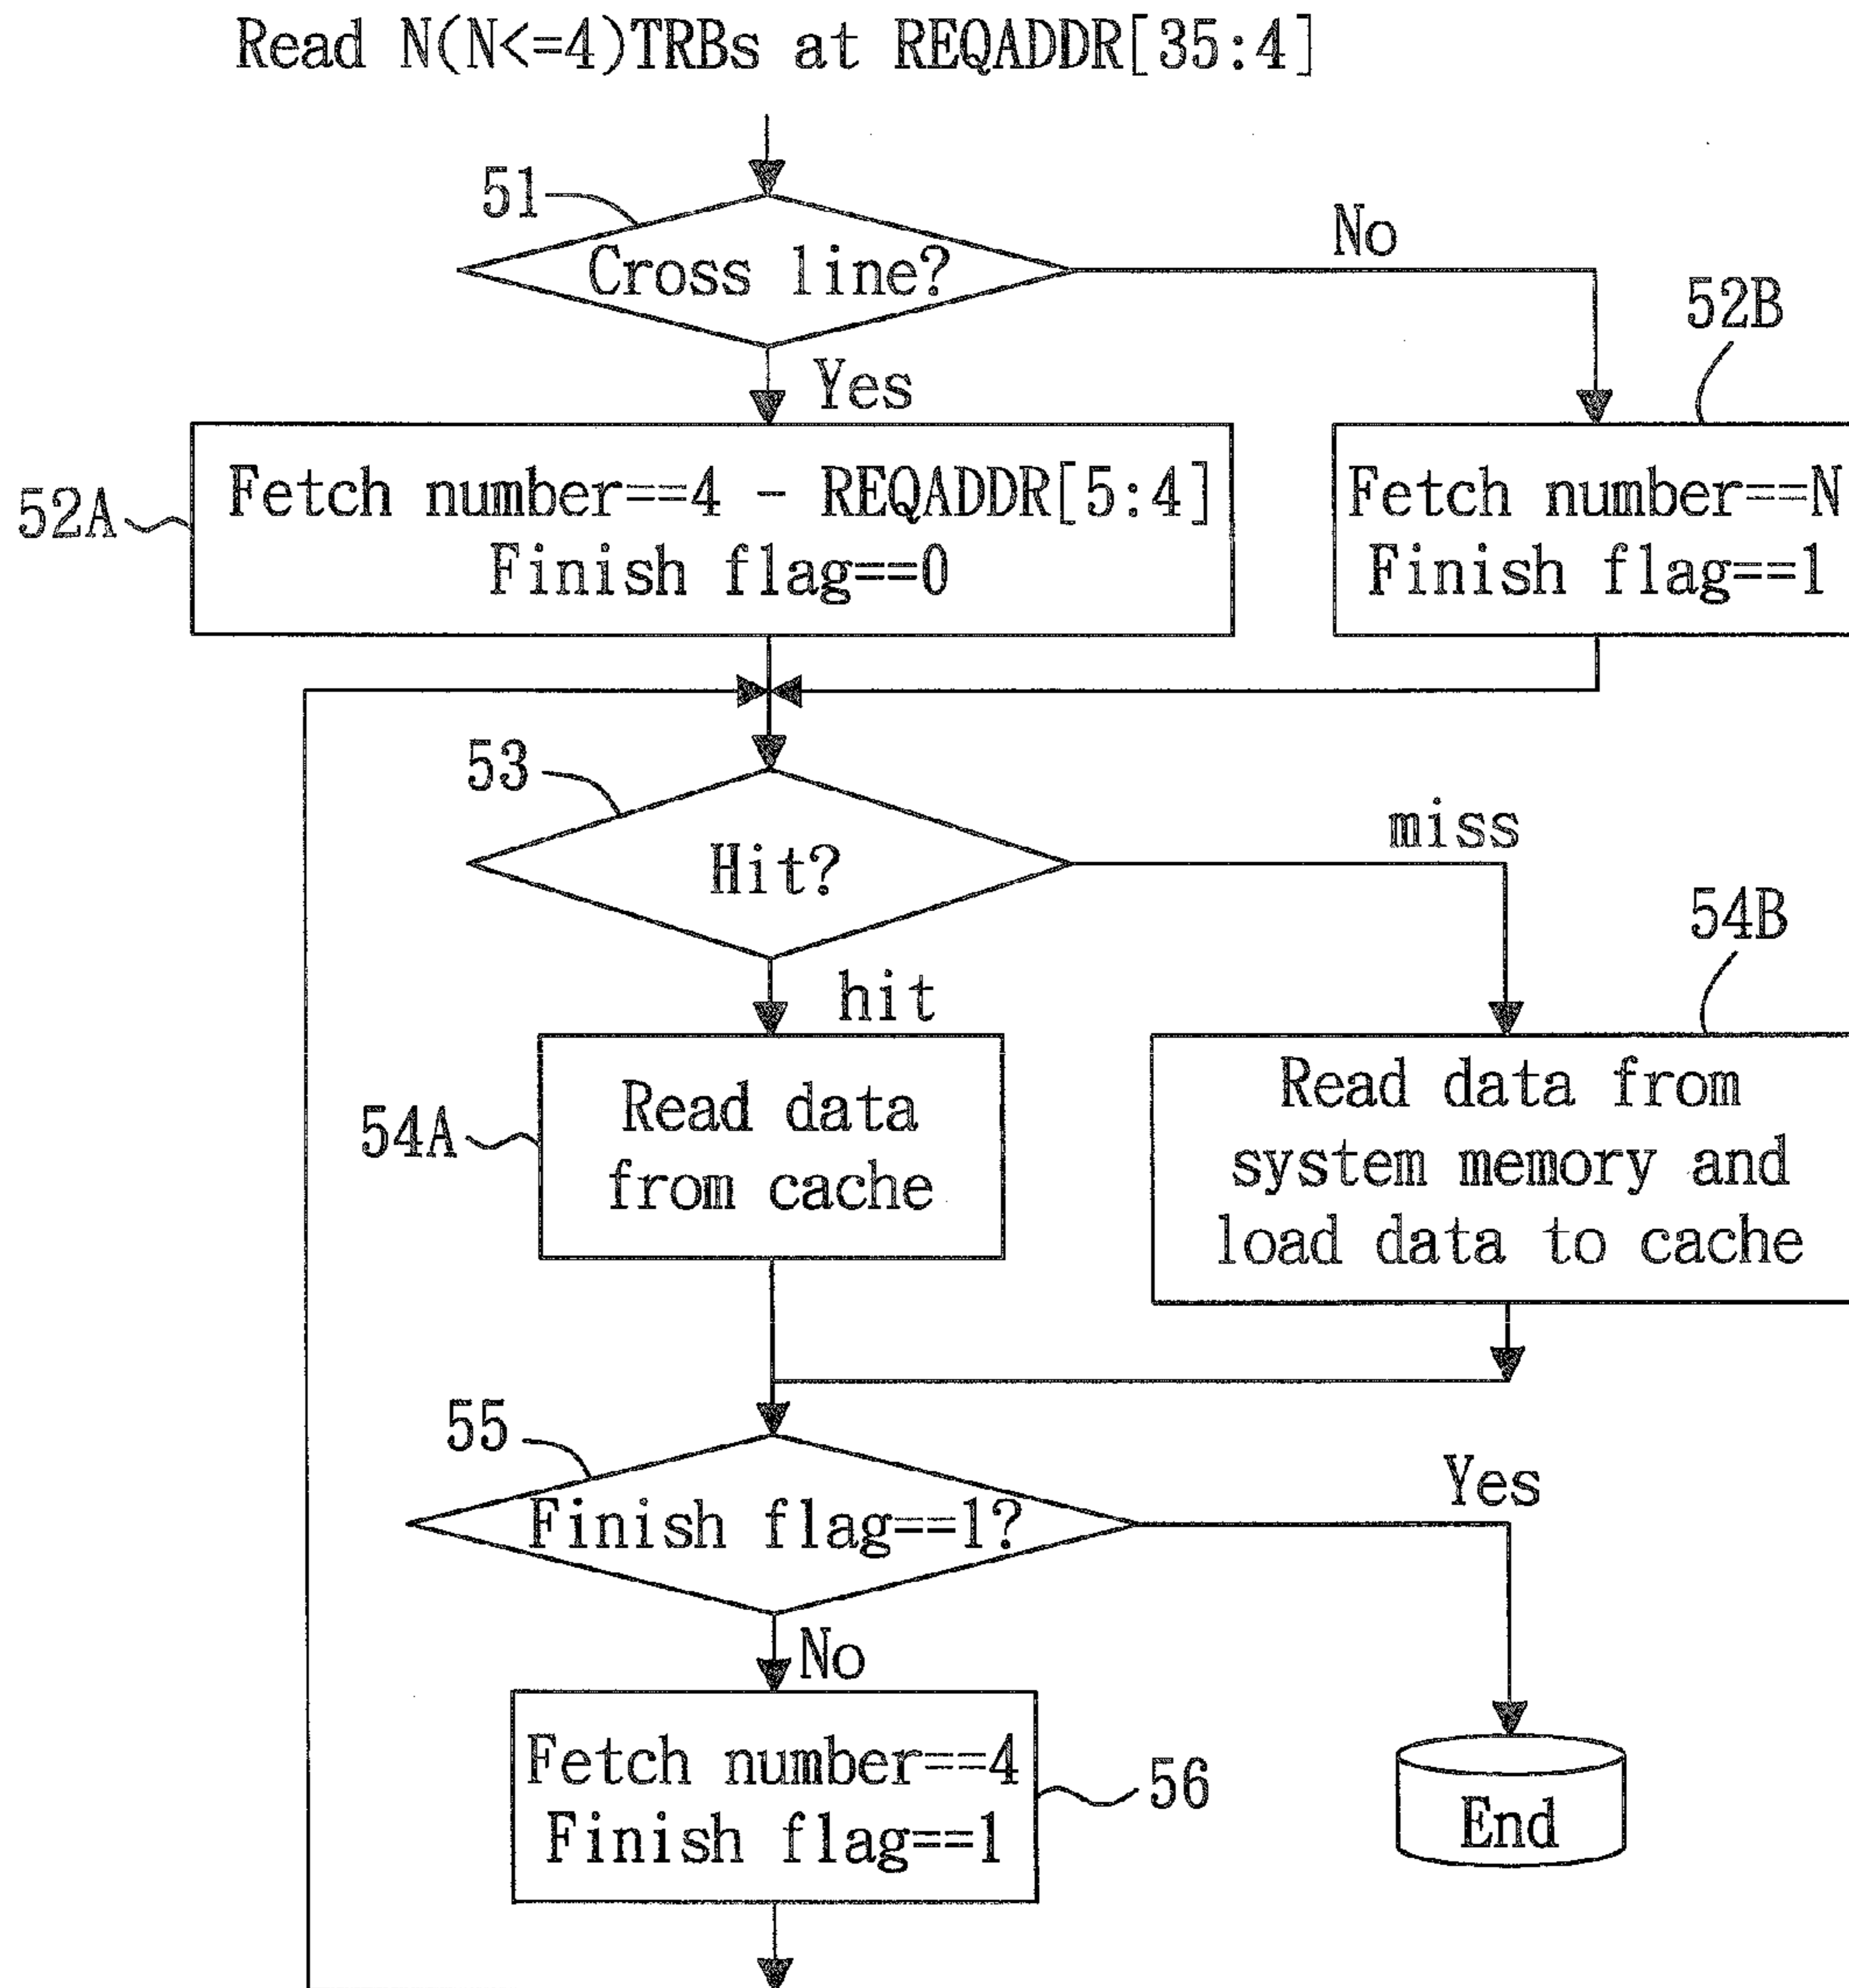 Read N(N<=4)TRBs at REQADDR[35:4]
51
Cross line?
No
52B
Yes
52A
Fetch number==4 - REQADDR[5:4]
Finish flag==0
Fetch number==N
Finish flag==1
53
Hit?
miss
54B
hit
54A
Read data
from cache
Read data from
system memory and
load data to cache
55
Finish flag==1?
Yes
No
Fetch number==4
Finish flag==1
56
End